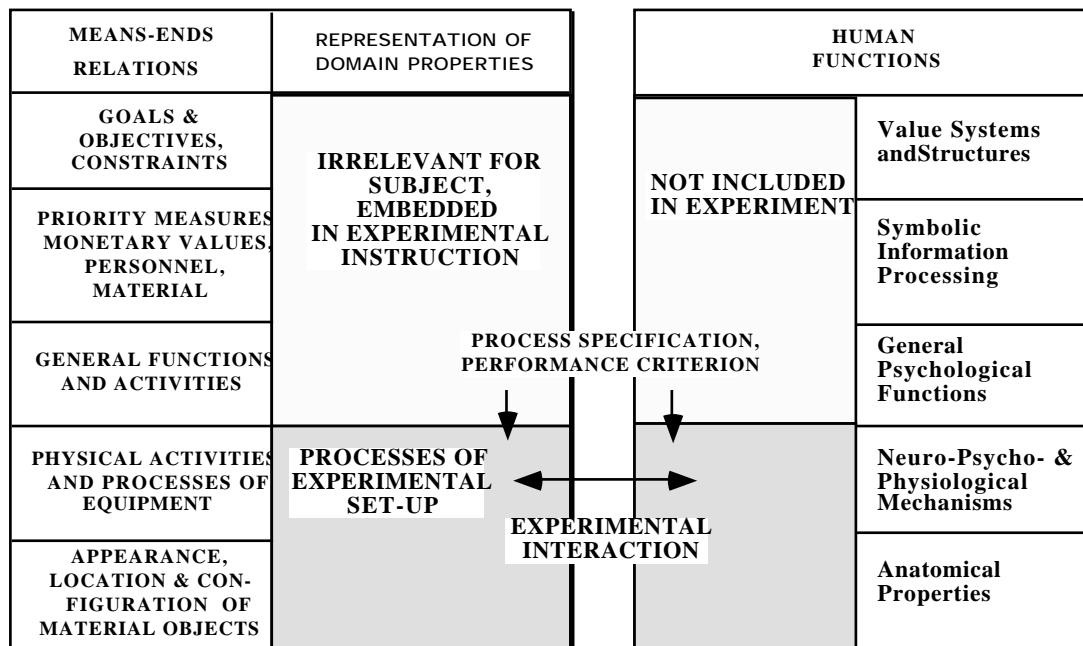 MEANS-ENDS
RELATIONS
REPRESENTATION OF
DOMAIN PROPERTIES
HUMAN
FUNCTIONS
GOALS &
OBJECTIVES,
CONSTRAINTS
IRRELEVANT FOR
SUBJECT,
EMBEDDED
IN EXPERIMENTAL
INSTRUCTION
NOT INCLUDED
IN EXPERIMENT
Value Systems
andStructures
PRIORITY MEASURES
MONETARY VALUES,
PERSONNEL,
MATERIAL
Symbolic
Information
Processing
GENERAL FUNCTIONS
AND ACTIVITIES
PROCESS SPECIFICATION,
PERFORMANCE CRITERION
General
Psychological
Functions
PHYSICAL ACTIVITIES
AND PROCESSES OF
EQUIPMENT
PROCESSES OF
EXPERIMENTAL
SET-UP
EXPERIMENTAL
INTERACTION
Neuro-Psycho- &
Physiological
Mechanisms
APPEARANCE,
LOCATION & CON-
FIGURATION OF
MATERIAL OBJECTS
Anatomical
Properties